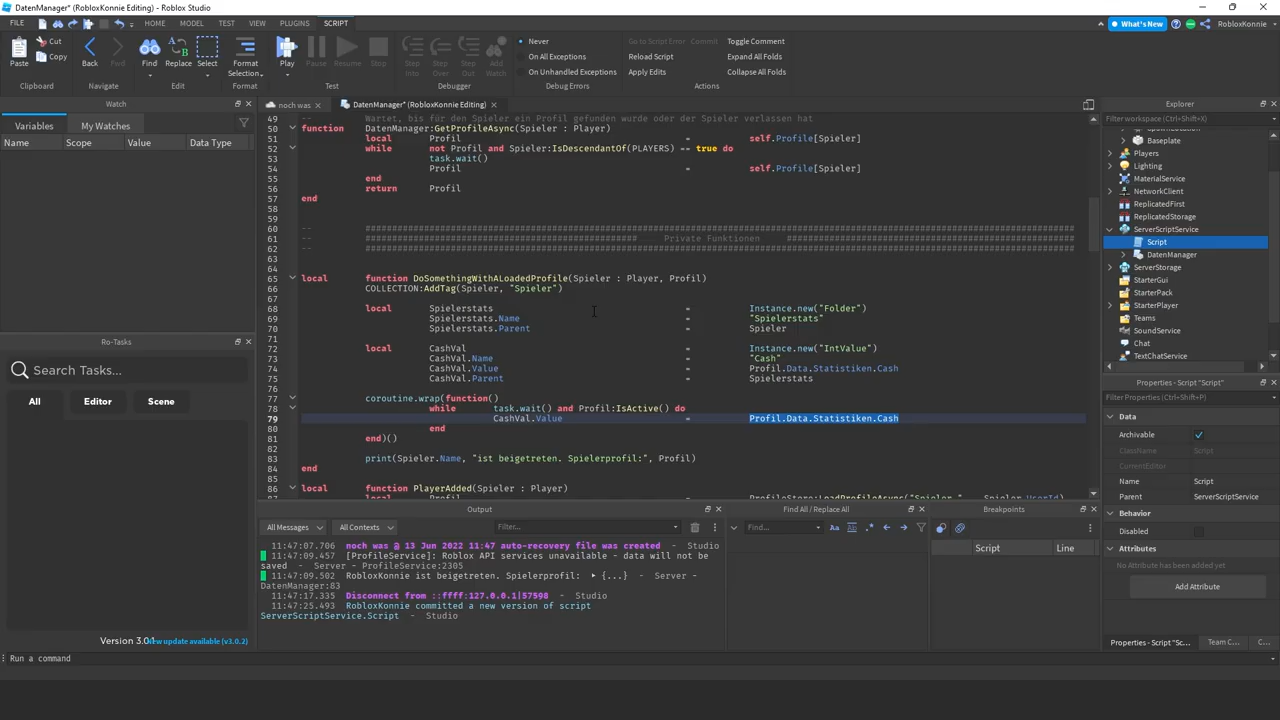 DatenManager* (RobloxKonnie Editing) - Roblox Studio
FILE HOME MODEL TEST VIEW PLUGINS SCRIPT What's New RobloxKonnie
Paste Cut Copy Back Fwd Find Replace Select Format Selection Play Pause Resume Stop Step Into Step Over Step Out Add Watch
Never Go to Script Error Commit Toggle Comment
On All Exceptions Reload Script Expand All Folds
On Unhandled Exceptions Apply Edits Collapse All Folds
Clipboard Navigate Edit Format Test Debugger Debug Errors Actions
Watch
Variables My Watches
Name Scope Value Data Type
Ro-Tasks
Search Tasks...
All Editor Scene
New update available (v3.0.2)
noch was DatenManager* (RobloxKonnie Editing)
49 -- Wartet, bis für den Spieler ein Profil gefunden wurde oder der Spieler verlassen hat
50 function DatenManager:GetProfileAsync(Spieler : Player)
51 local Profil = self.Profile[Spieler]
52 while not Profil and Spieler:IsDescendantOf(PLAYERS) == true do
53 task.wait()
54 Profil = self.Profile[Spieler]
55 end
56 return Profil
57 end
58
59
60 -- ###########################################################################################################################################
61 -- ##################################################### Private Funktionen ######################################################
62 -- ###########################################################################################################################################
63
64
65 local function DoSomethingWithALoadedProfile(Spieler : Player, Profil)
66 COLLECTION:AddTag(Spieler, "Spieler")
67
68 local Spielerstats = Instance.new("Folder")
69 Spielerstats.Name = "Spielerstats"
70 Spielerstats.Parent = Spieler
71
72 local CashVal = Instance.new("IntValue")
73 CashVal.Name = "Cash"
74 CashVal.Value = Profil.Data.Statistiken.Cash
75 CashVal.Parent = Spielerstats
76
77 coroutine.wrap(function()
78 while task.wait() and Profil:IsActive() do
79 CashVal.Value = Profil.Data.Statistiken.Cash
80 end
81 end)()
82
83 print(Spieler.Name, "ist beigetreten. Spielerprofil:", Profil)
84 end
85
86 local function PlayerAdded(Spieler : Player)
Output
All Messages All Contexts Filter...
11:47:07.706 noch was @ 13 Jun 2022 11:47 auto-recovery file was created - Studio
11:47:09.457 [ProfileService]: Roblox API services unavailable - data will not be
saved - Server - ProfileService:2305
11:47:09.502 RobloxKonnie ist beigetreten. Spielerprofil: ▶ {...} - Server -
DatenManager:83
11:47:17.335 Disconnect from ::ffff:127.0.0.1|57598 - Studio
11:47:25.493 RobloxKonnie committed a new version of script
ServerScriptService.Script - Studio
Find All / Replace All
Find...
Breakpoints
Script Line
Explorer
Filter workspace (Ctrl+Shift+X)
Baseplate
Players
Lighting
MaterialService
NetworkClient
ReplicatedFirst
ReplicatedStorage
ServerScriptService
Script
DatenManager
ServerStorage
StarterGui
StarterPack
StarterPlayer
Teams
SoundService
Chat
TextChatService
Properties - Script "Script"
Filter Properties (Ctrl+Shift+P)
Data
Archivable
ClassName Script
CurrentEditor
Name Script
Parent ServerScriptService
Behavior
Disabled
Attributes
No Attribute has been added yet
Add Attribute
Properties - Script "Sc... Team C... C...
Run a command